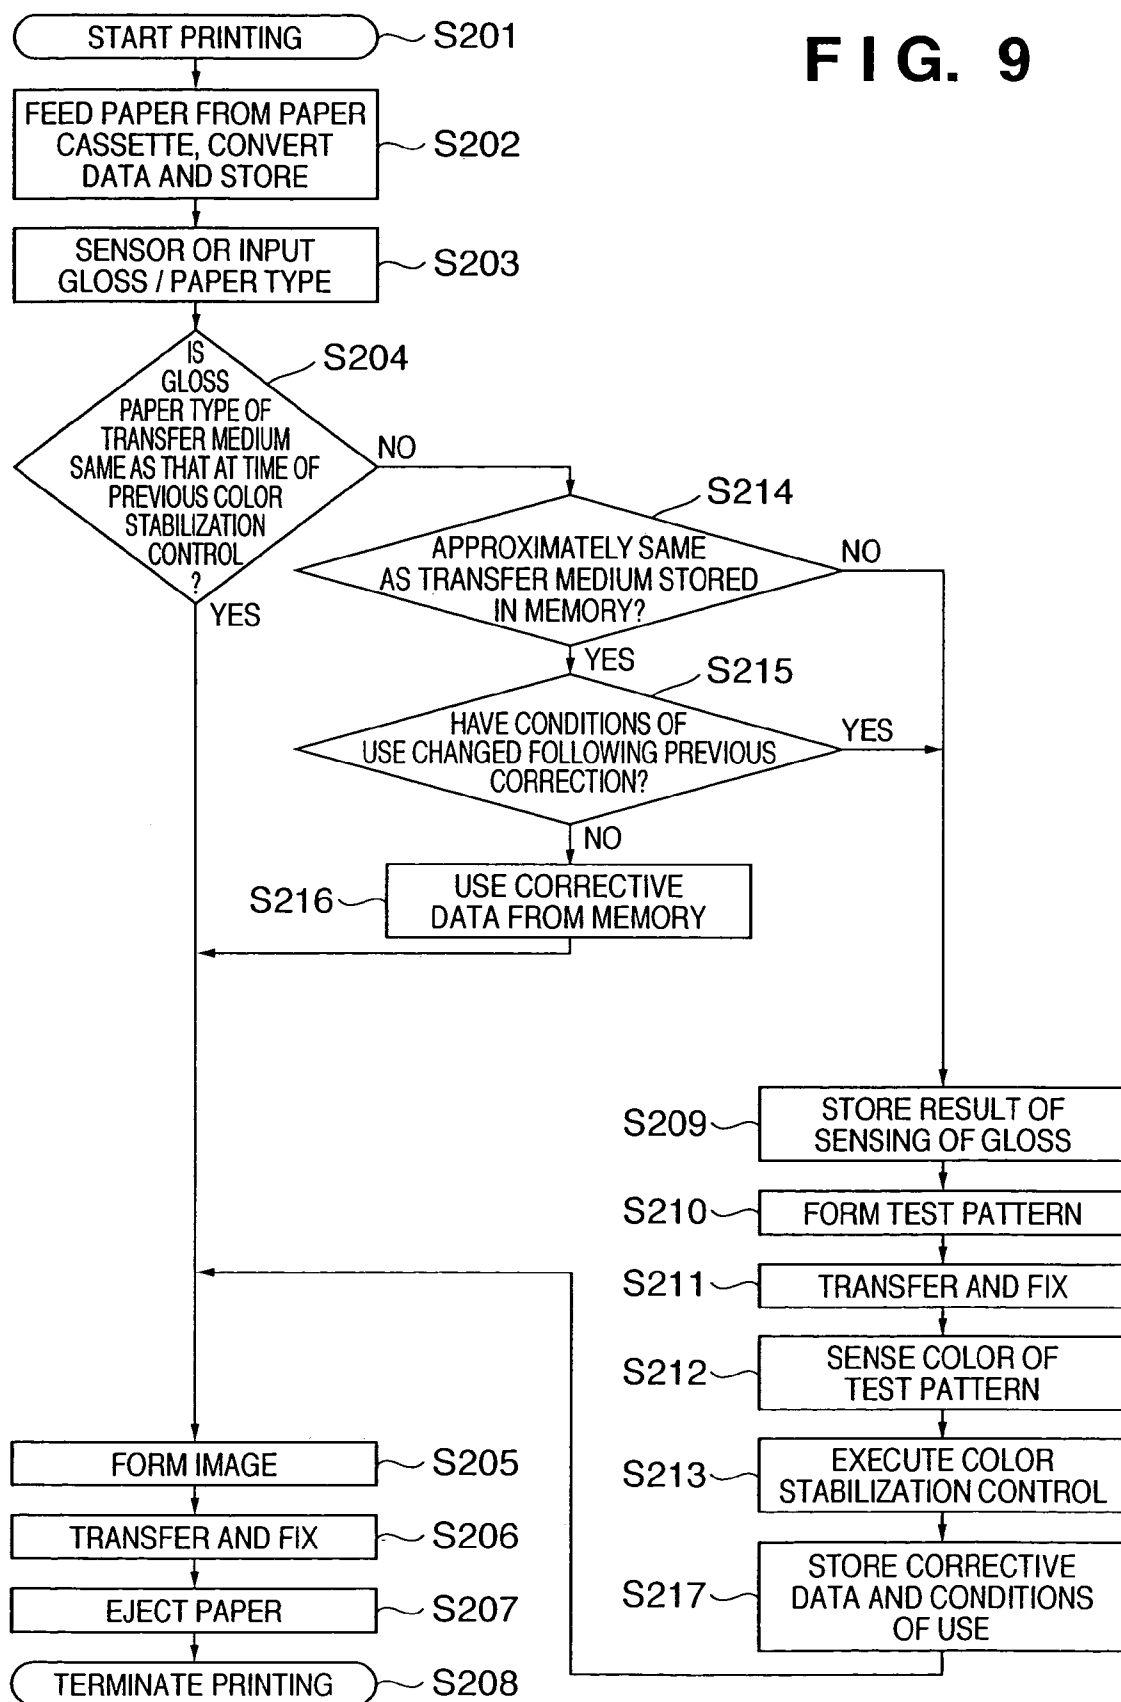 FIG. 9
START PRINTING
S201
FEED PAPER FROM PAPER
CASSETTE, CONVERT
DATA AND STORE
S202
SENSOR OR INPUT
GLOSS / PAPER TYPE
S203
IS
GLOSS
PAPER TYPE OF
TRANSFER MEDIUM
SAME AS THAT AT TIME OF
PREVIOUS COLOR
STABILIZATION
CONTROL
?
S204
NO
YES
APPROXIMATELY SAME
AS TRANSFER MEDIUM STORED
IN MEMORY?
S214
NO
YES
HAVE CONDITIONS OF
USE CHANGED FOLLOWING PREVIOUS
CORRECTION?
S215
YES
NO
S216
USE CORRECTIVE
DATA FROM MEMORY
S209
STORE RESULT OF
SENSING OF GLOSS
S210
FORM TEST PATTERN
S211
TRANSFER AND FIX
S212
SENSE COLOR OF
TEST PATTERN
S213
EXECUTE COLOR
STABILIZATION CONTROL
S217
STORE CORRECTIVE
DATA AND CONDITIONS
OF USE
FORM IMAGE
S205
TRANSFER AND FIX
S206
EJECT PAPER
S207
TERMINATE PRINTING
S208